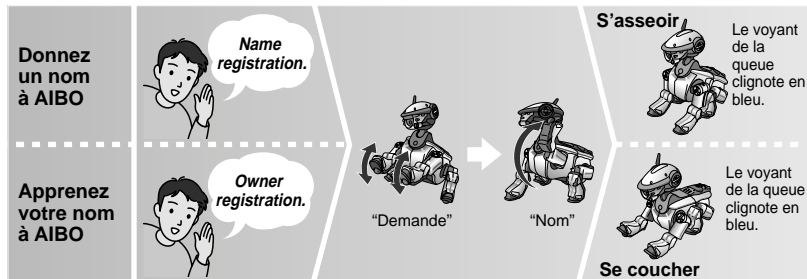 Donnez
un nom
à AIBO
Name
registration.
S'asseoir
Le voyant
de la
queue
clignote en
bleu.
“Demande”
“Nom”
Apprenez
votre nom
à AIBO
Owner
registration.
Le voyant
de la queue
clignote en
bleu.
Se coucher